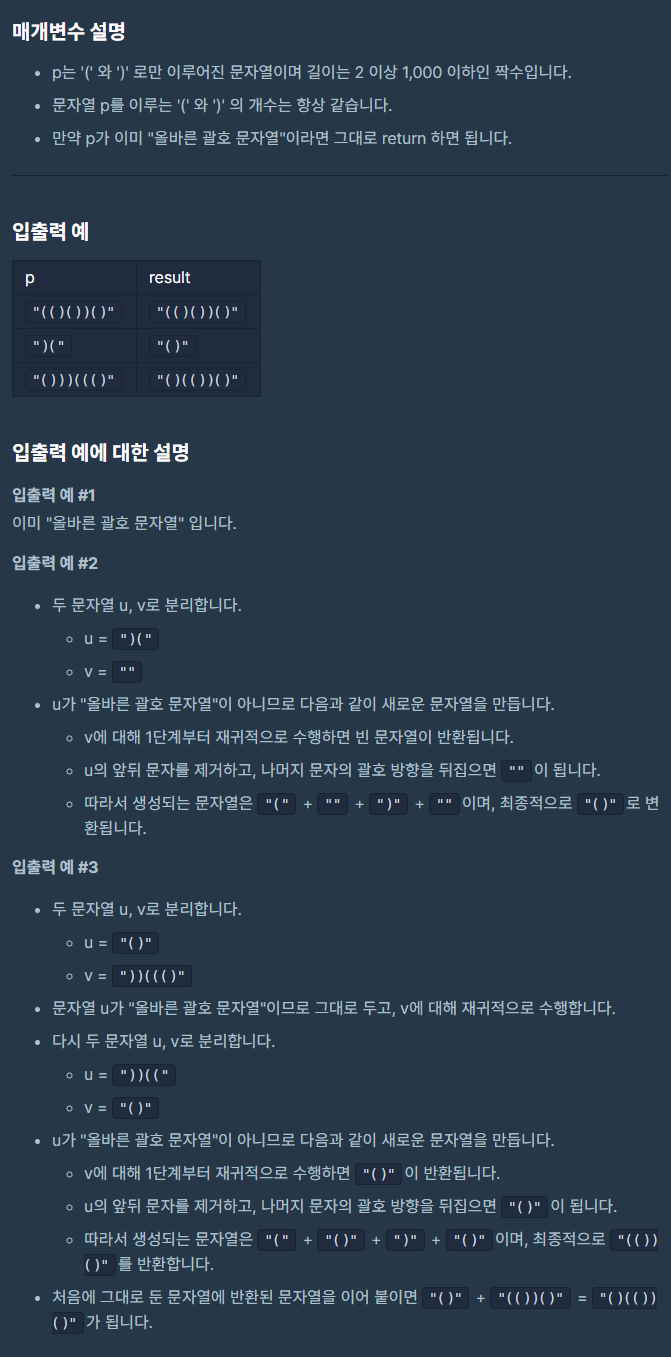 매개변수 설명
• p는 '(' 와 ')' 로만 이루어진 문자열이며 길이는 2 이상 1,000 이하인 짝수입니다.
• 문자열 p를 이루는 '(' 와 ')' 의 개수는 항상 같습니다.
• 만약 p가 이미 "올바른 괄호 문자열"이라면 그대로 return 하면 됩니다.
입출력 예
p result
"(()())()" "(()())()"
")(" "()"
"()))((()" "()(())()"
입출력 예에 대한 설명
입출력 예 #1
이미 "올바른 괄호 문자열" 입니다.
입출력 예 #2
• 두 문자열 u, v로 분리합니다.
◦ u = ")("
◦ v = ""
• u가 "올바른 괄호 문자열"이 아니므로 다음과 같이 새로운 문자열을 만듭니다.
◦ v에 대해 1단계부터 재귀적으로 수행하면 빈 문자열이 반환됩니다.
◦ u의 앞뒤 문자를 제거하고, 나머지 문자의 괄호 방향을 뒤집으면 "" 이 됩니다.
◦ 따라서 생성되는 문자열은 "(" + "" + ")" + "" 이며, 최종적으로 "()" 로 변
환됩니다.
입출력 예 #3
• 두 문자열 u, v로 분리합니다.
◦ u = "()"
◦ v = "))((()"
• 문자열 u가 "올바른 괄호 문자열"이므로 그대로 두고, v에 대해 재귀적으로 수행합니다.
• 다시 두 문자열 u, v로 분리합니다.
◦ u = "))(("
◦ v = "()"
• u가 "올바른 괄호 문자열"이 아니므로 다음과 같이 새로운 문자열을 만듭니다.
◦ v에 대해 1단계부터 재귀적으로 수행하면 "()" 이 반환됩니다.
◦ u의 앞뒤 문자를 제거하고, 나머지 문자의 괄호 방향을 뒤집으면 "()" 이 됩니다.
◦ 따라서 생성되는 문자열은 "(" + "()" + ")" + "()" 이며, 최종적으로 "(())
()" 를 반환합니다.
• 처음에 그대로 둔 문자열에 반환된 문자열을 이어 붙이면 "()" + "(())()" = "()(())
()" 가 됩니다.